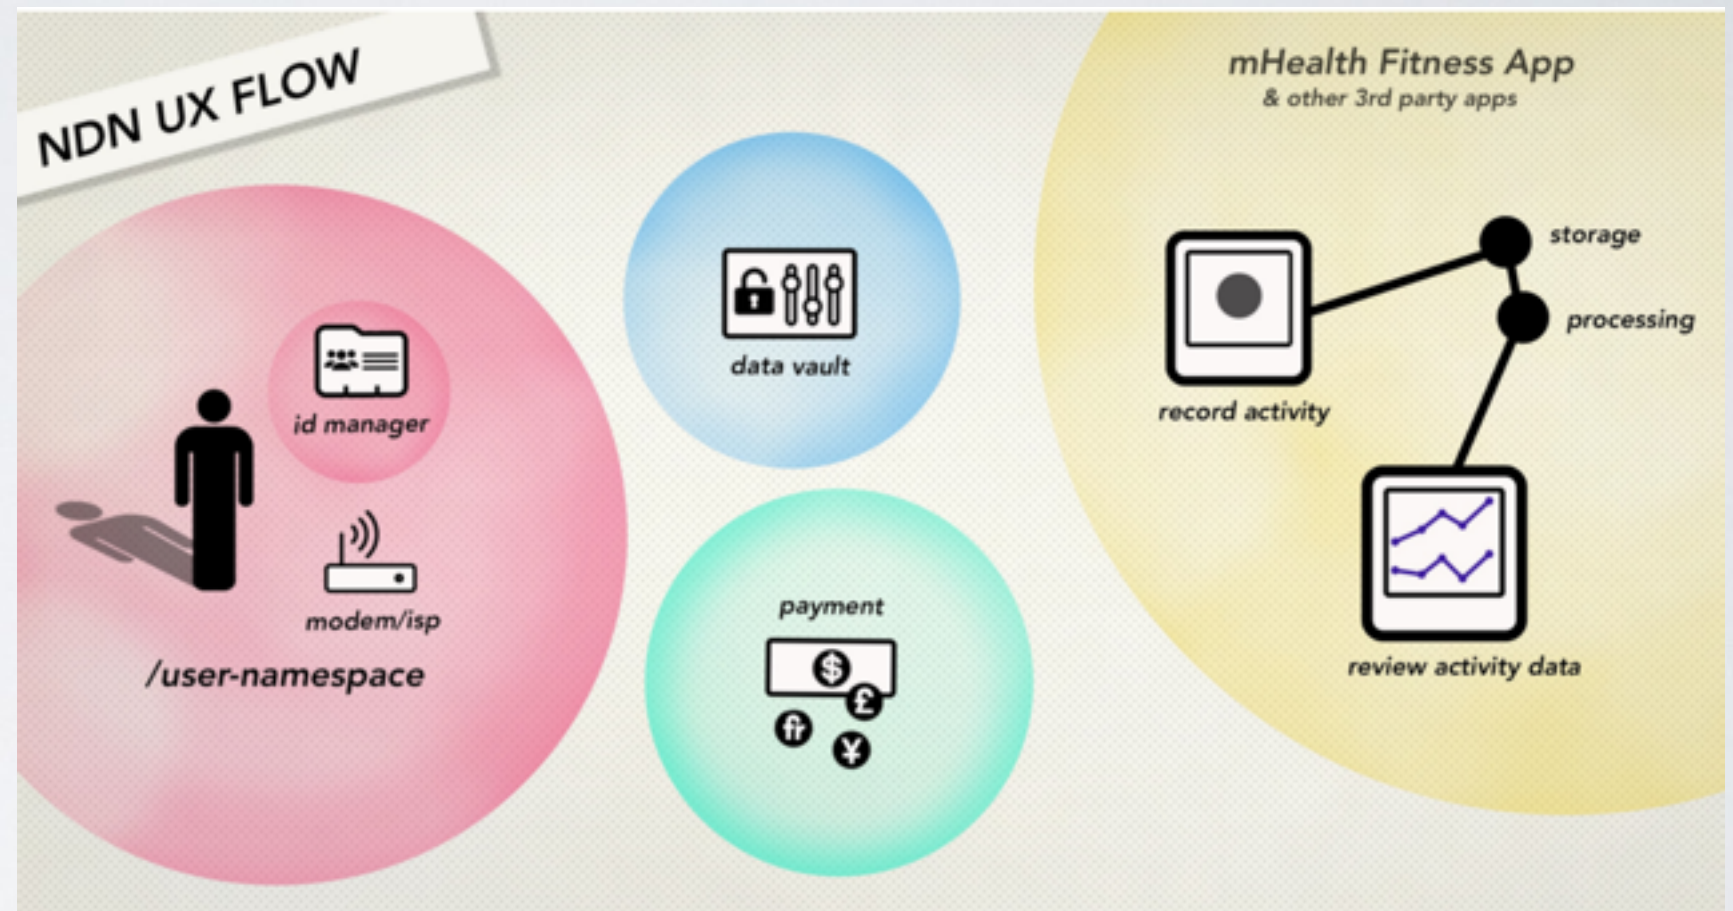 NDN UX FLOW
mHealth Fitness App
& other 3rd party apps
storage
processing
record activity
review activity data
data vault
id manager
modem/isp
/user-namespace
payment
$
£
fr
¥